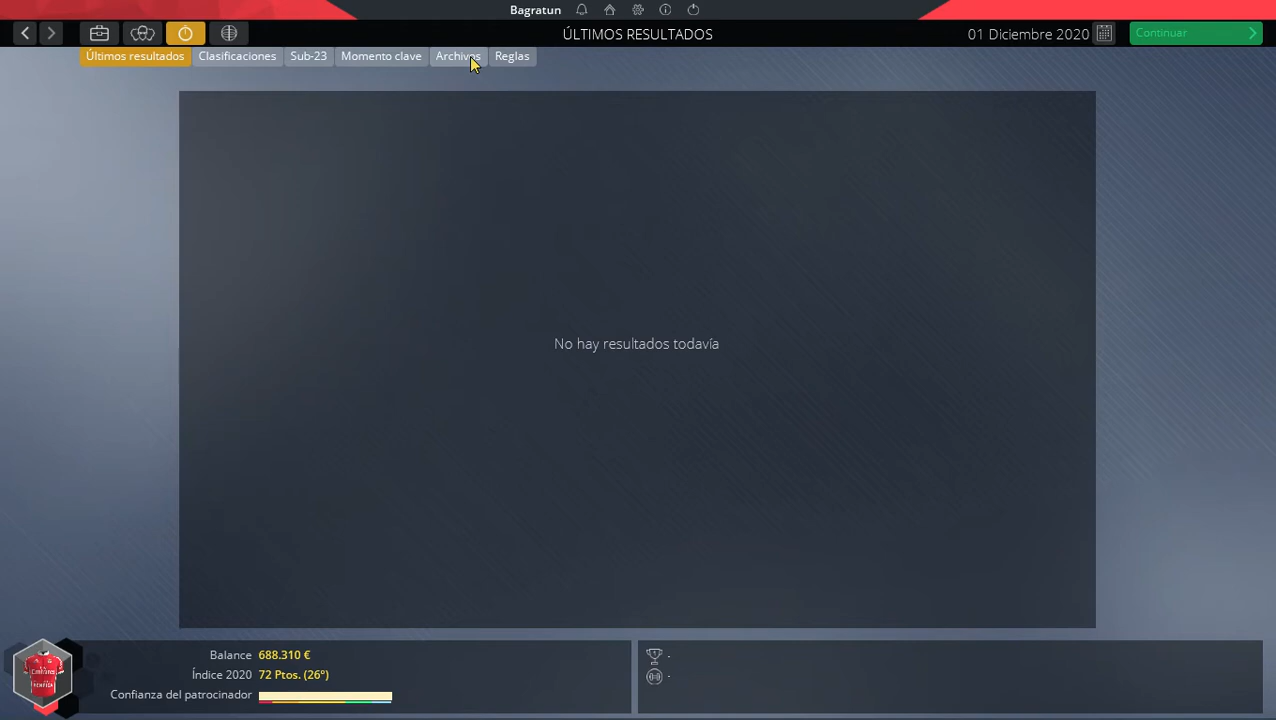 Bagratun
ÚLTIMOS RESULTADOS
01 Diciembre 2020
Continuar
Últimos resultados Clasificaciones Sub-23 Momento clave Archivos Reglas
No hay resultados todavía
Balance 688.310 €
Índice 2020 72 Ptos. (26º)
Confianza del patrocinador
-
-